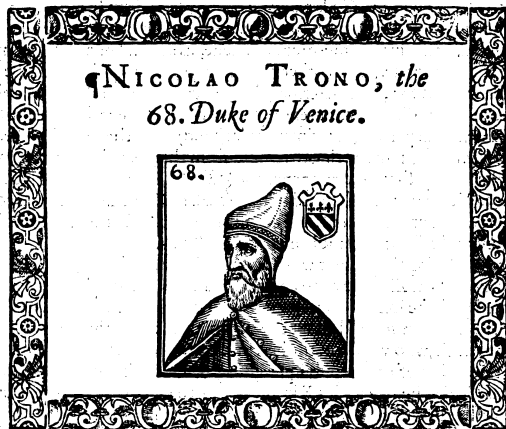 ¶NICOLAO TRONO, the
68. Duke of Venice.
68.